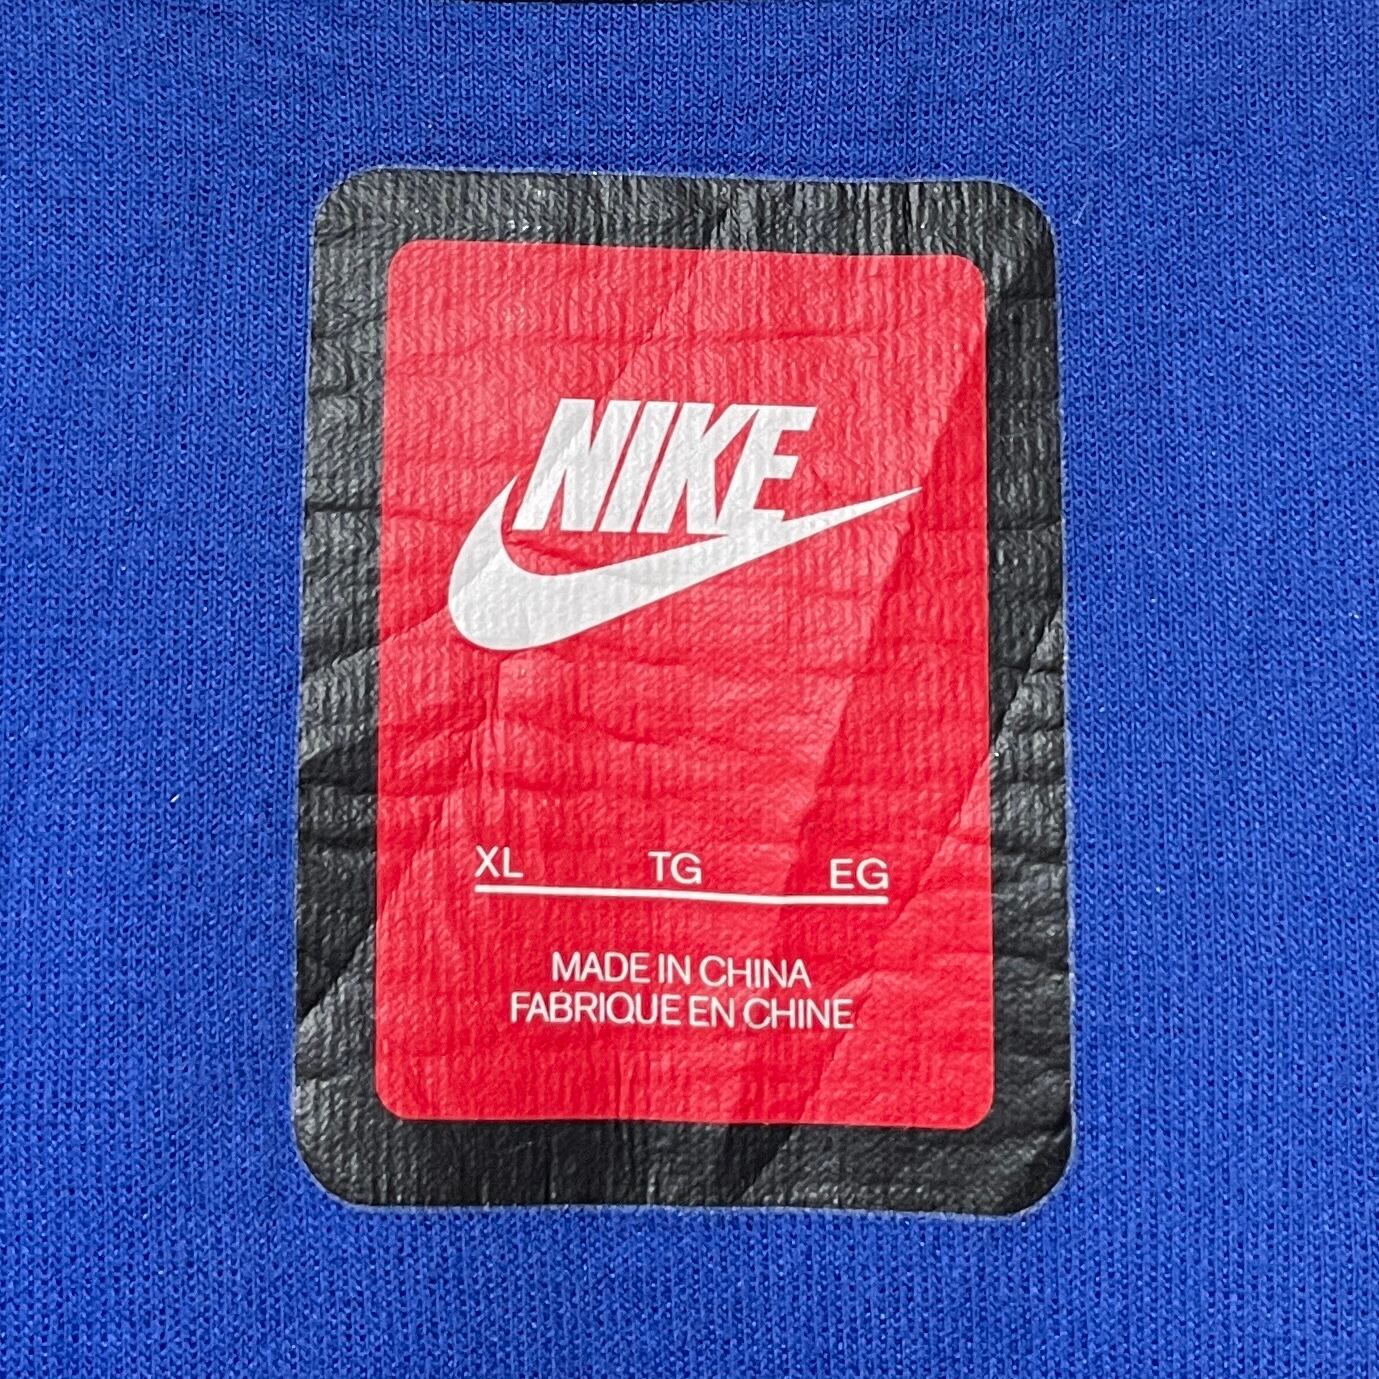 NIKE
XL TG EG
MADE IN CHINA
FABRIQUE EN CHINE